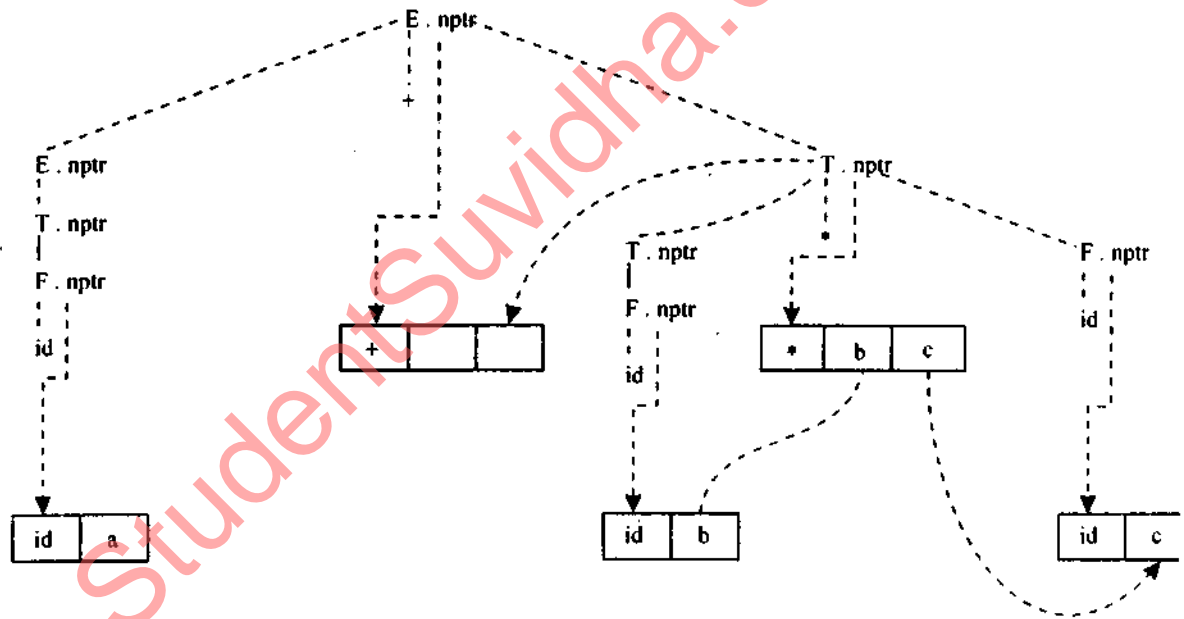 E . nptr
+
E . nptr
T . nptr
T . nptr
*
T . nptr
F . nptr
F . nptr
F . nptr
id
+
id
* b c
id
id a
id b
id c
StudentSuvidha.c